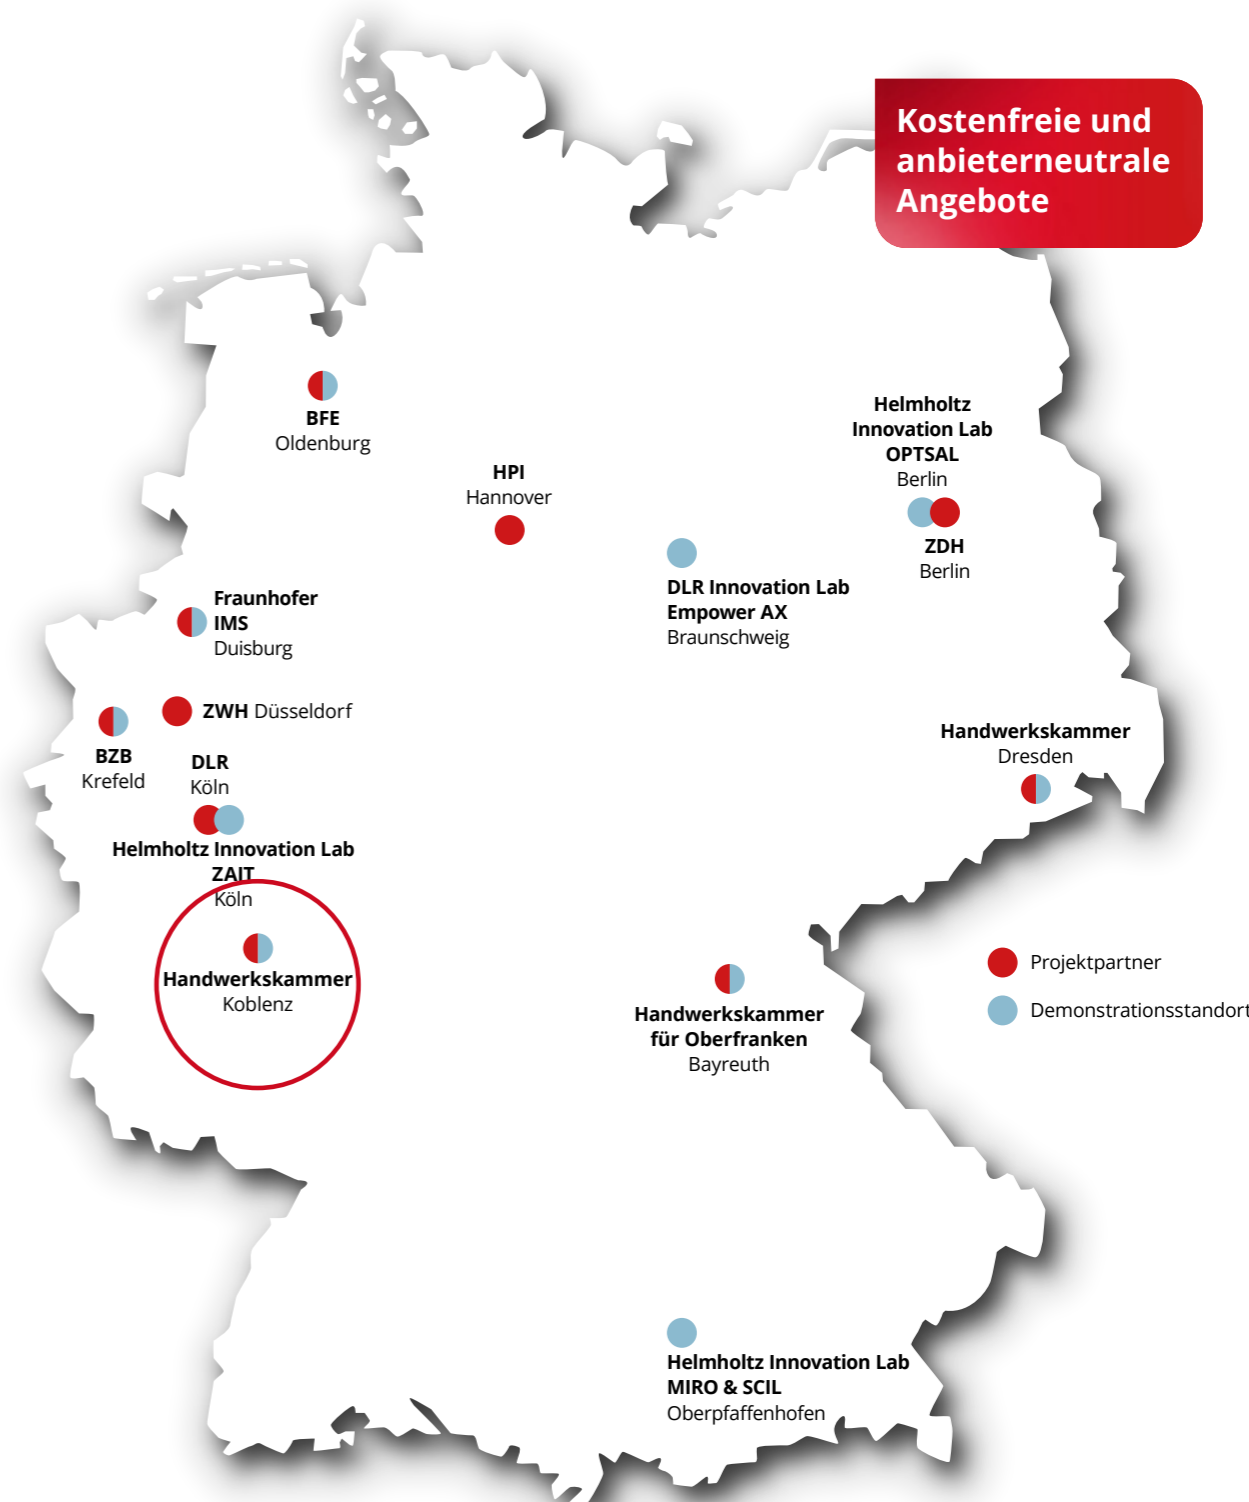 Kostenfreie und
anbieterneutrale
Angebote
BFE
Oldenburg
HPI
Hannover
Helmholtz
Innovation Lab
OPTSAL
Berlin
ZDH
Berlin
DLR Innovation Lab
Empower AX
Braunschweig
Fraunhofer
IMS
Duisburg
ZWH Düsseldorf
BZB
Krefeld
DLR
Köln
Helmholtz Innovation Lab
ZAIT
Köln
Handwerkskammer
Dresden
Handwerkskammer
Koblenz
Handwerkskammer
für Oberfranken
Bayreuth
Projektpartner
Demonstrationsstandort
Helmholtz Innovation Lab
MIRO & SCIL
Oberpfaffenhofen